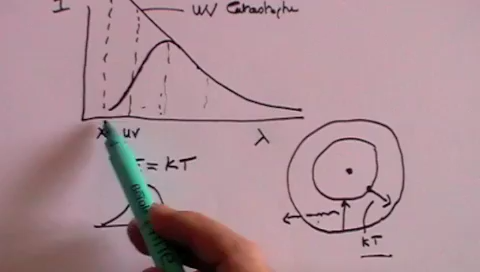 I
UV Catastrophe
X UV
λ
= KT
KT